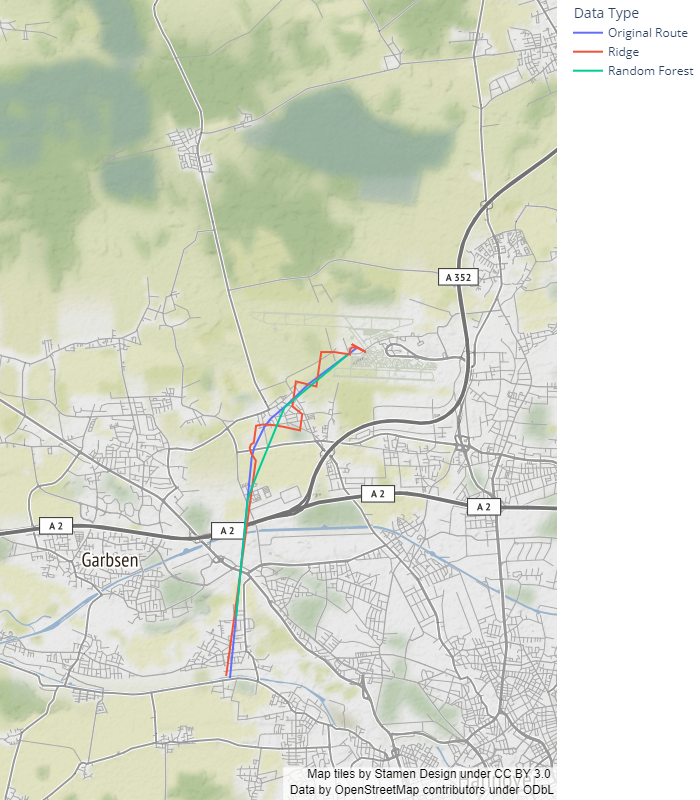 Data Type
Original Route
Ridge
Random Forest
A 352
A 2
A 2
A 2
A 2
Garbsen
Map tiles by Stamen Design under CC BY 3.0
Data by OpenStreetMap contributors under ODbL